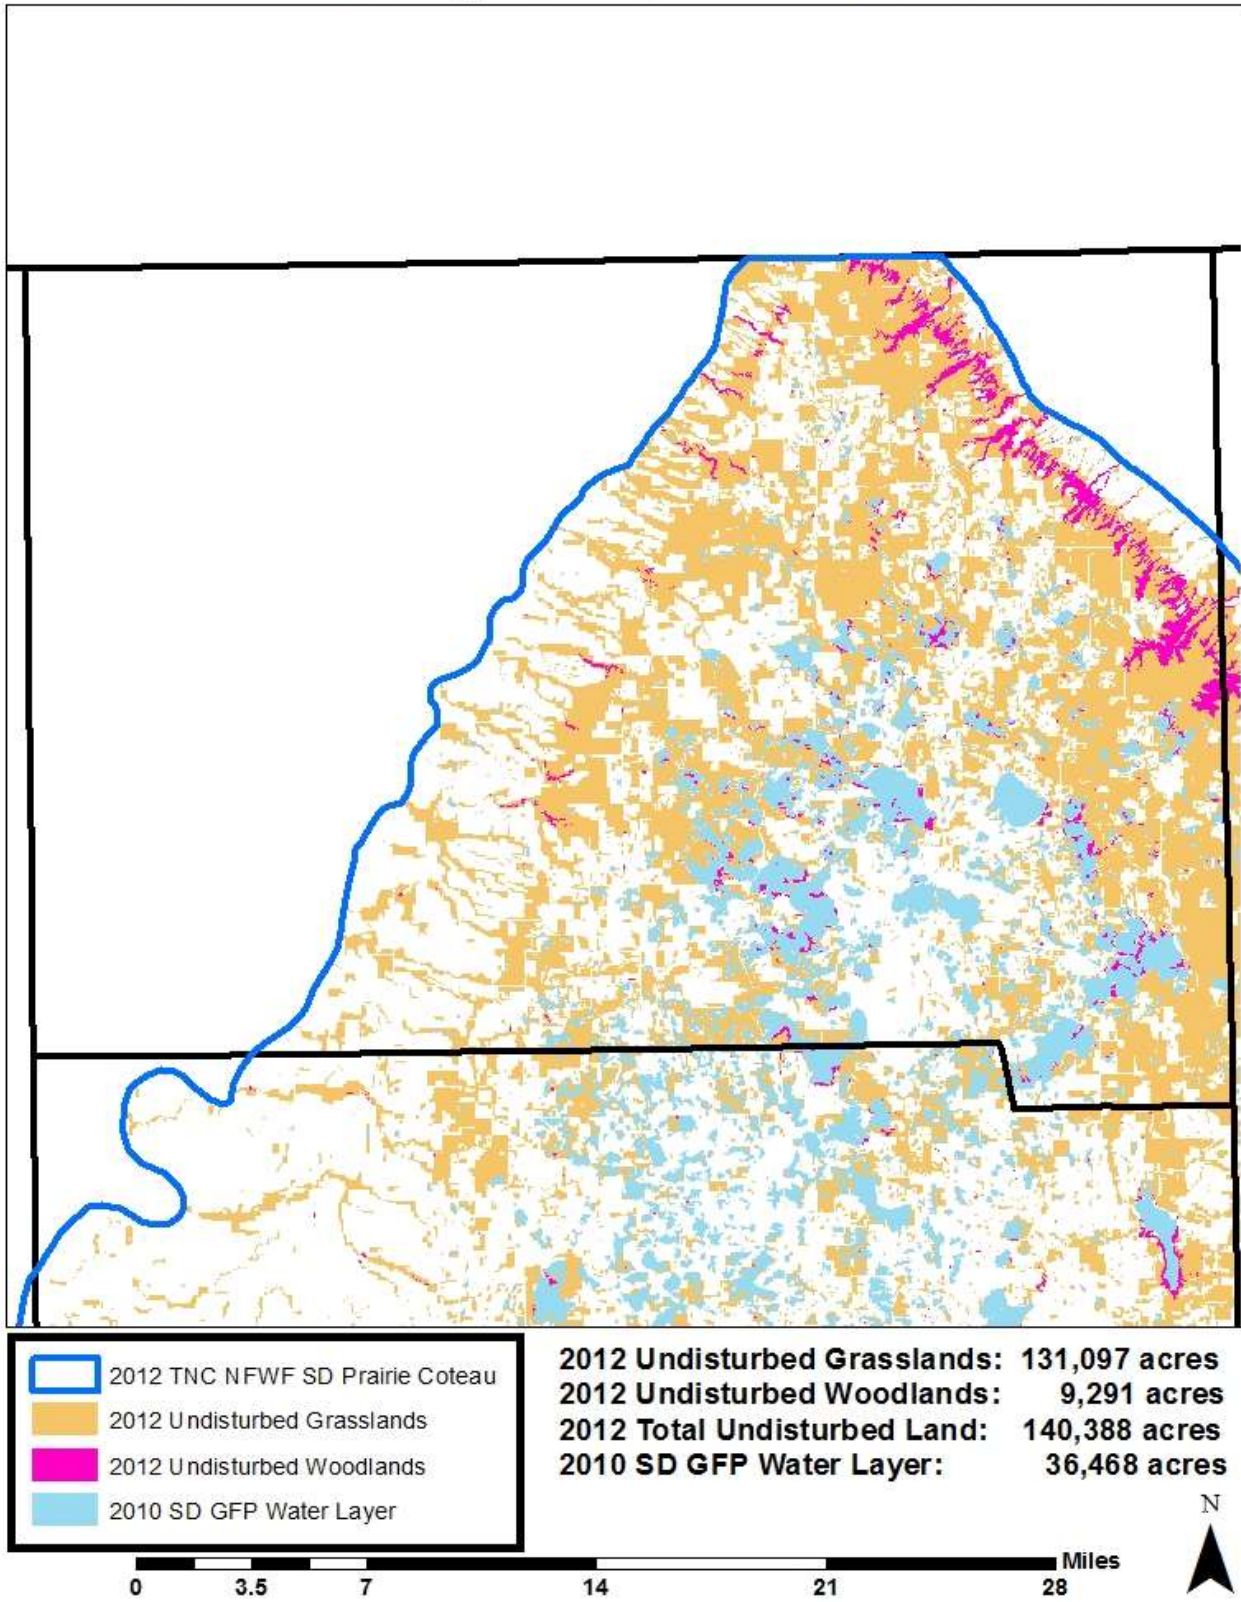 2012 TNC NFWF SD Prairie Coteau
2012 Undisturbed Grasslands
2012 Undisturbed Woodlands
2010 SD GFP Water Layer
2012 Undisturbed Grasslands: 131,097 acres
2012 Undisturbed Woodlands: 9,291 acres
2012 Total Undisturbed Land: 140,388 acres
2010 SD GFP Water Layer: 36,468 acres
N
Miles
0 3.5 7 14 21 28